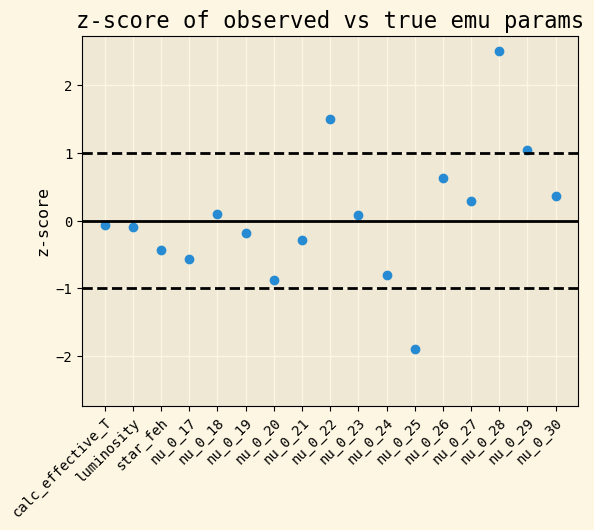 z-score of observed vs true emu params
z-score
2
1
0
−1
−2
calc_effective_T
luminosity
star_feh
nu_0_17
nu_0_18
nu_0_19
nu_0_20
nu_0_21
nu_0_22
nu_0_23
nu_0_24
nu_0_25
nu_0_26
nu_0_27
nu_0_28
nu_0_29
nu_0_30